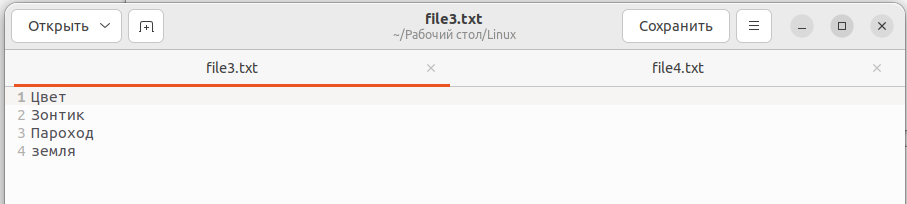 Открыть
file3.txt
~/Рабочий стол/Linux
Сохранить
file3.txt
file4.txt
1 Цвет
2 Зонтик
3 Пароход
4 земля